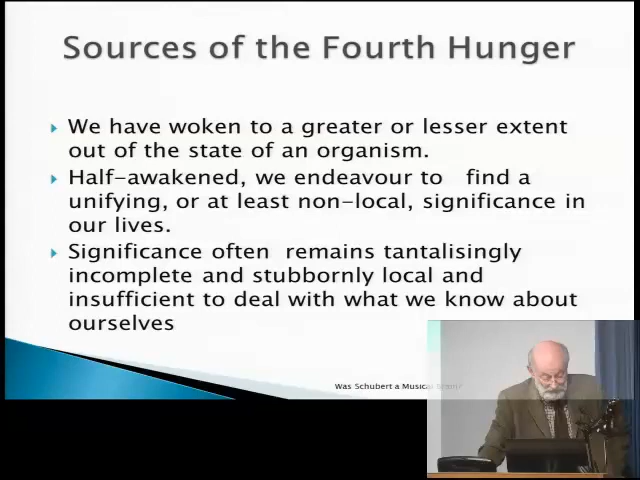 Sources of the Fourth Hunger
We have woken to a greater or lesser extent
out of the state of an organism.
Half-awakened, we endeavour to find a
unifying, or at least non-local, significance in
our lives.
Significance often remains tantalisingly
incomplete and stubbornly local and
insufficient to deal with what we know about
ourselves
Was Schubert a Musical Brain?